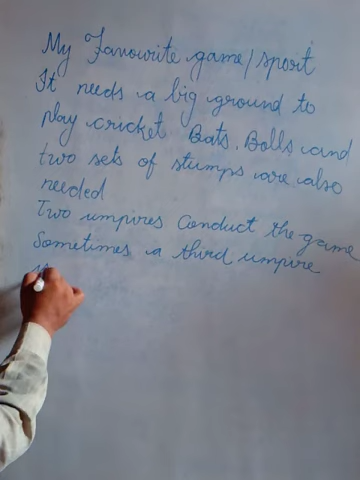 My Favourite game/sport
It needs a big ground to
play cricket Bats, Balls and
two sets of stumps are also
needed
Two umpires Conduct the game
Sometimes a third umpire
is